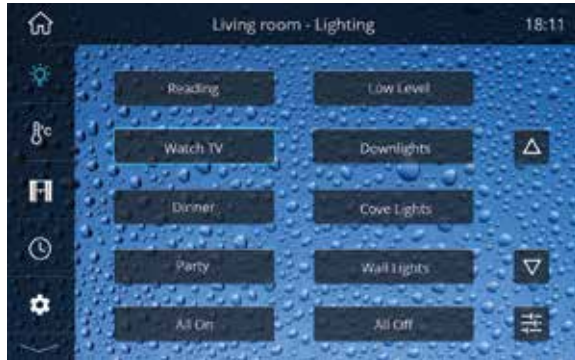 Living room - Lighting
18:11
Reading
Low Level
°c
Watch TV
Downlights
Dinner
Cove Lights
Party
Wall Lights
All On
All Off